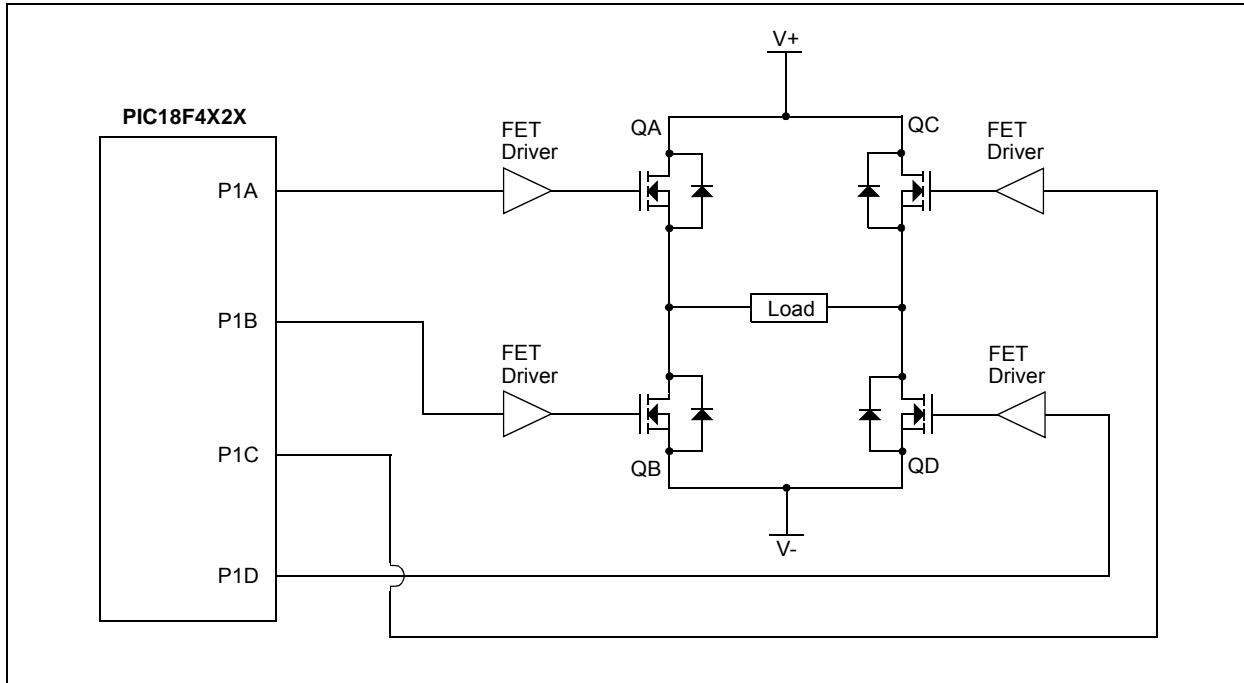 V+
PIC18F4X2X
FET
Driver
QA
QC
FET
Driver
P1A
Load
P1B
FET
Driver
FET
Driver
P1C
QB
QD
V-
P1D